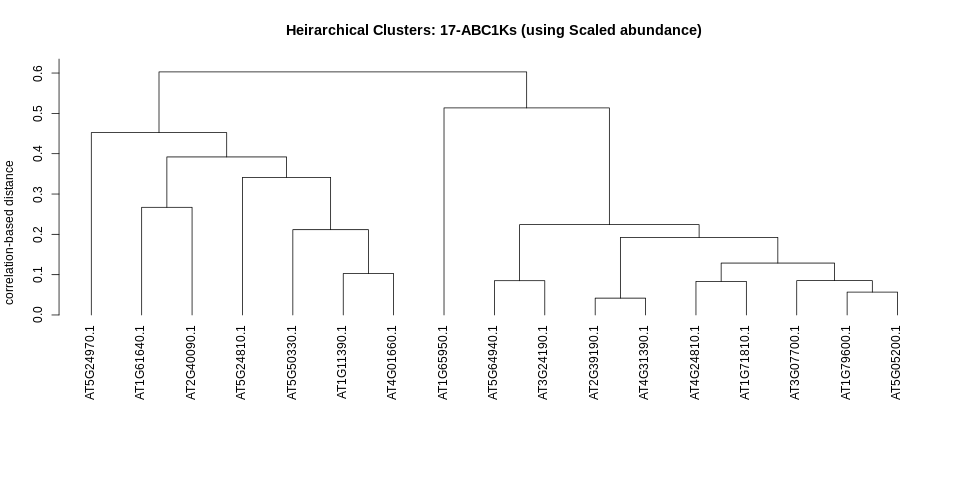 Heirarchical Clusters: 17-ABC1Ks (using Scaled abundance)
correlation-based distance
0.6
0.5
0.4
0.3
0.2
0.1
0.0
AT5G24970.1
AT1G61640.1
AT2G40090.1
AT5G24810.1
AT5G50330.1
AT1G11390.1
AT4G01660.1
AT1G65950.1
AT5G64940.1
AT3G24190.1
AT2G39190.1
AT4G31390.1
AT4G24810.1
AT1G71810.1
AT3G07700.1
AT1G79600.1
AT5G05200.1